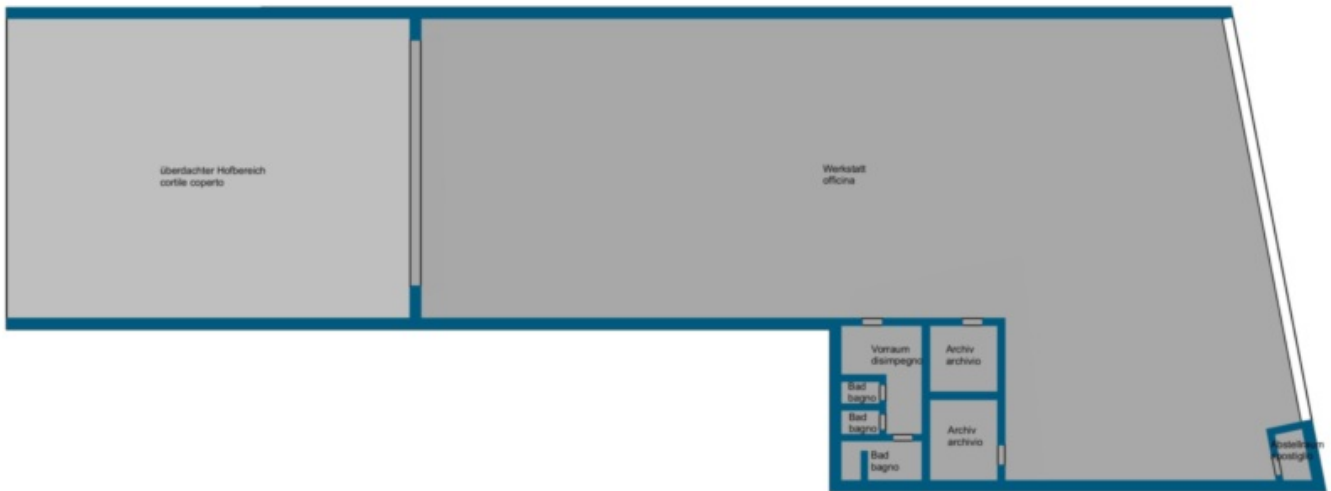 überdachter Hofbereich
cortile coperto
Werkstatt
officina
Vorraum
disimpegno
Archiv
archivio
Bad
bagno
Bad
bagno
Archiv
archivio
Bad
bagno
Abstellraum
ripostiglio